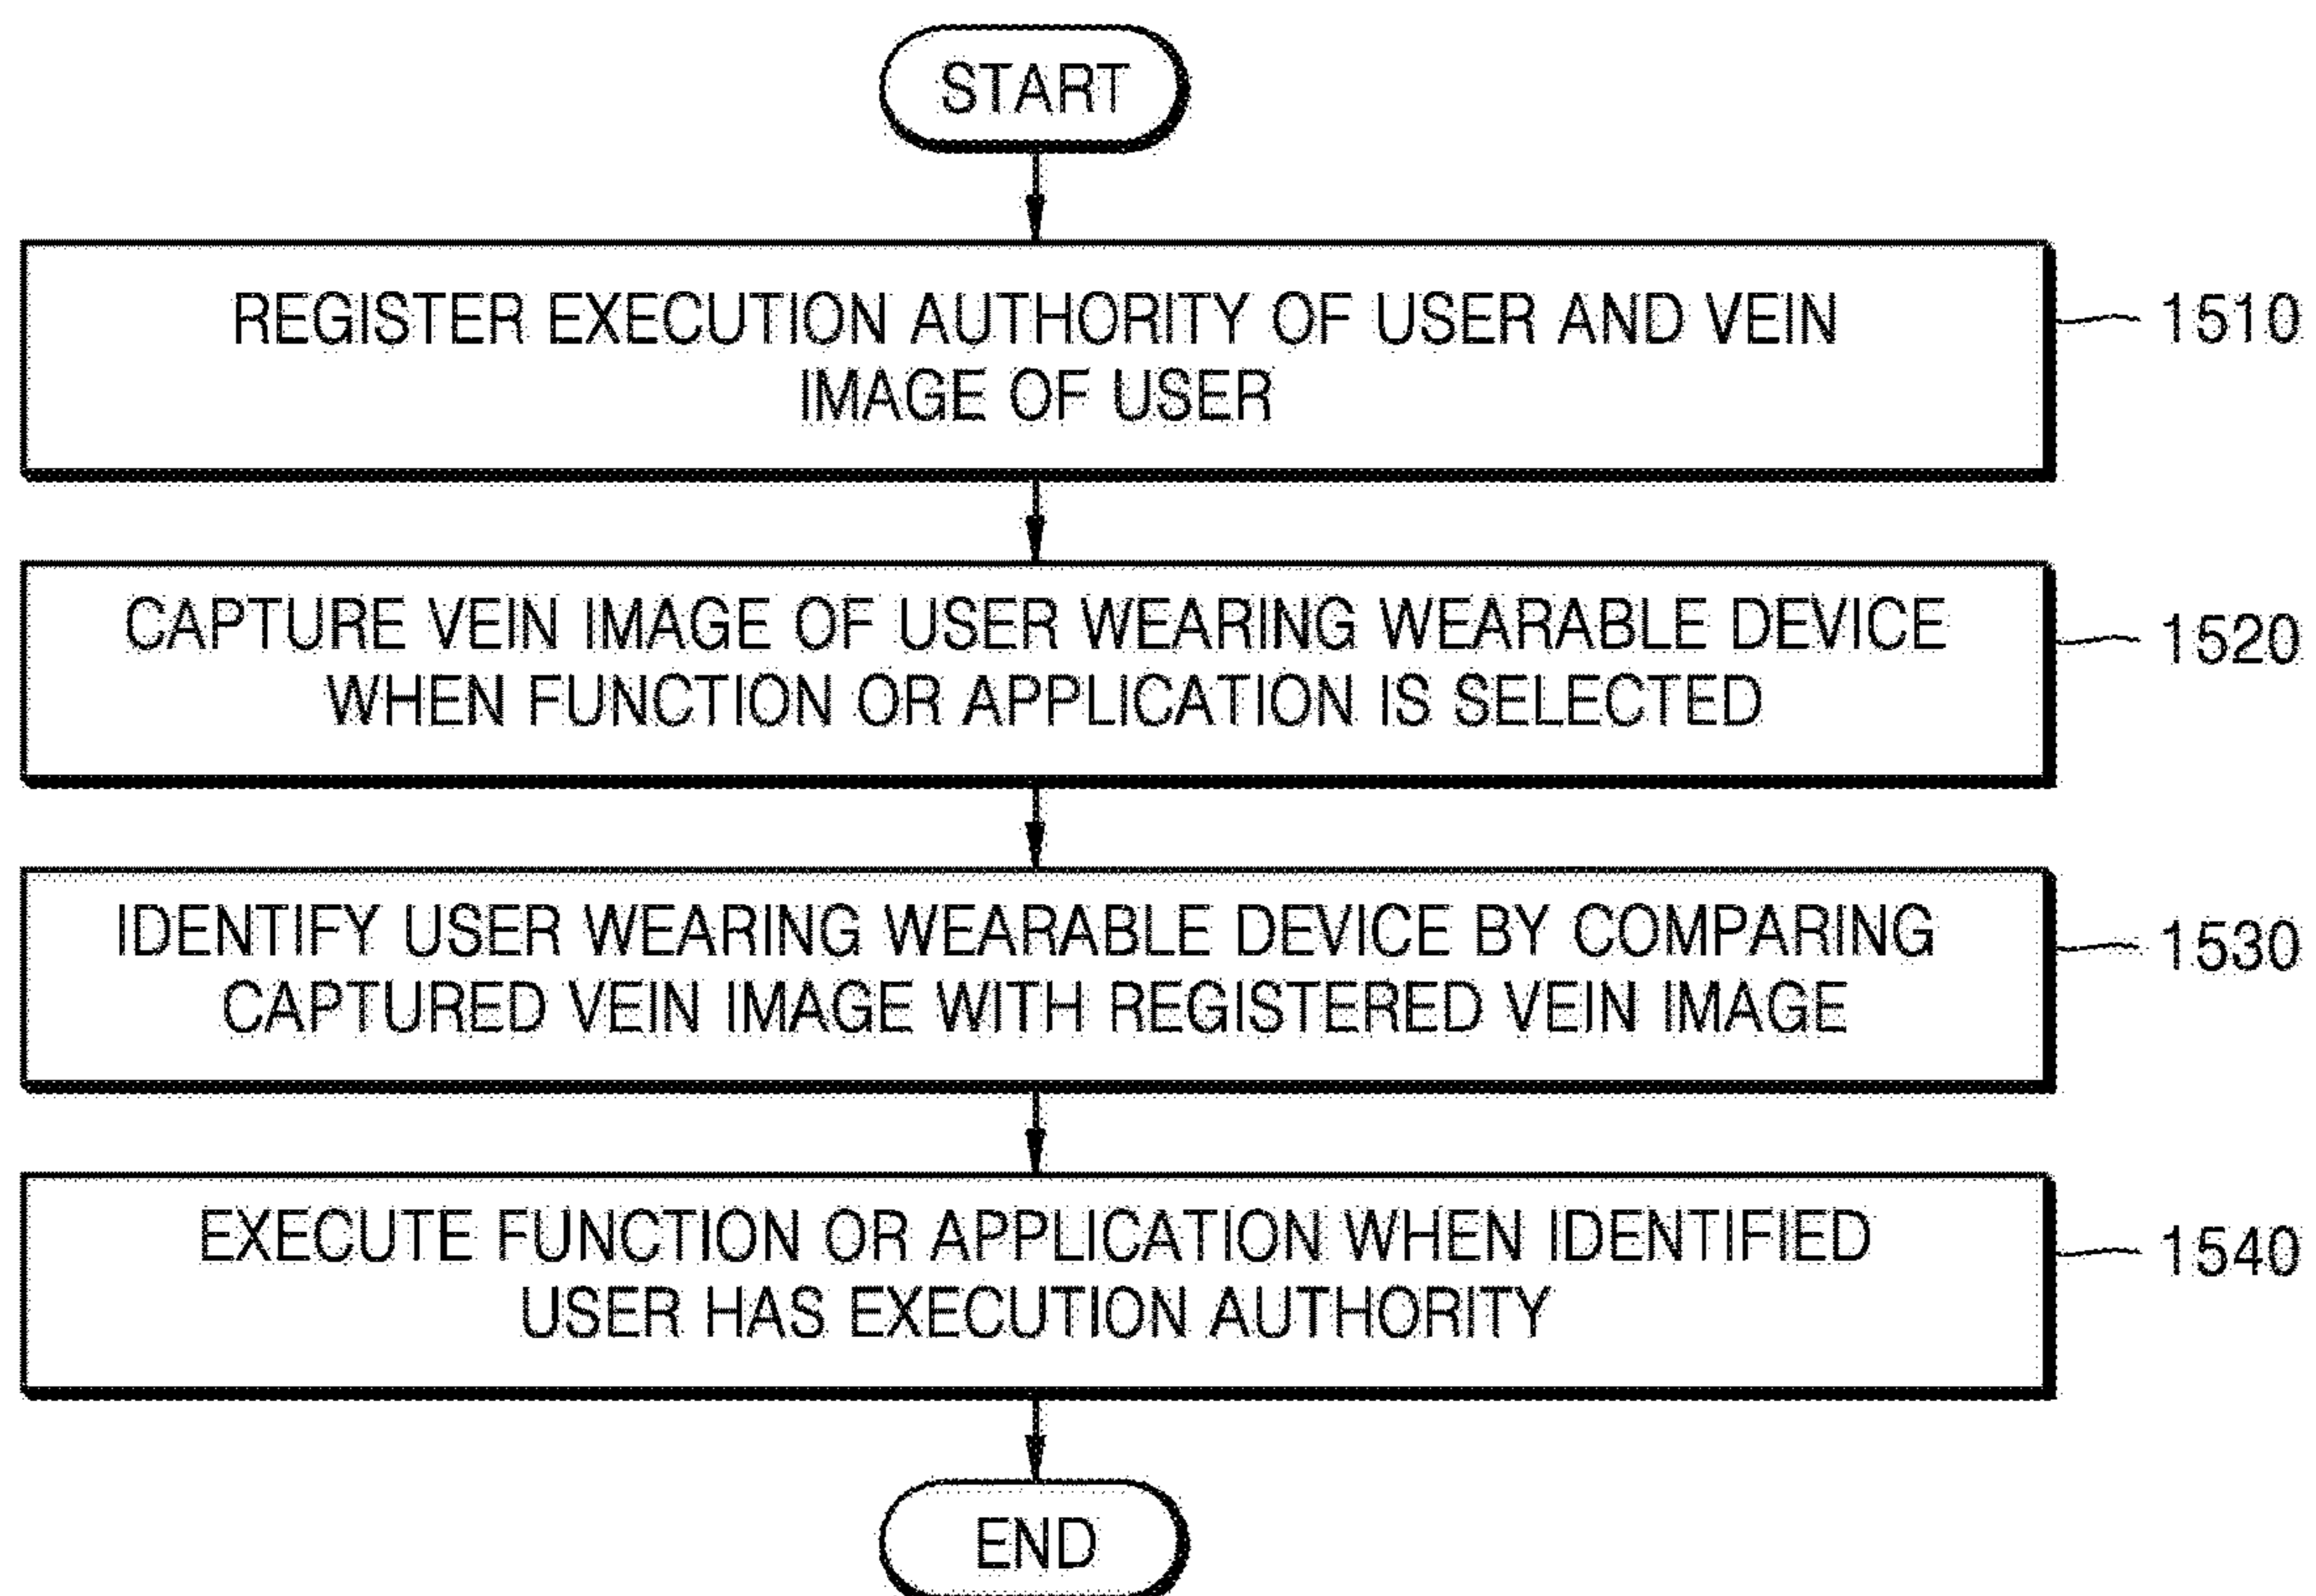 START
REGISTER EXECUTION AUTHORITY OF USER AND VEIN
IMAGE OF USER
1510
CAPTURE VEIN IMAGE OF USER WEARING WEARABLE DEVICE
WHEN FUNCTION OR APPLICATION IS SELECTED
1520
IDENTIFY USER WEARING WEARABLE DEVICE BY COMPARING
CAPTURED VEIN IMAGE WITH REGISTERED VEIN IMAGE
1530
EXECUTE FUNCTION OR APPLICATION WHEN IDENTIFIED
USER HAS EXECUTION AUTHORITY
1540
END